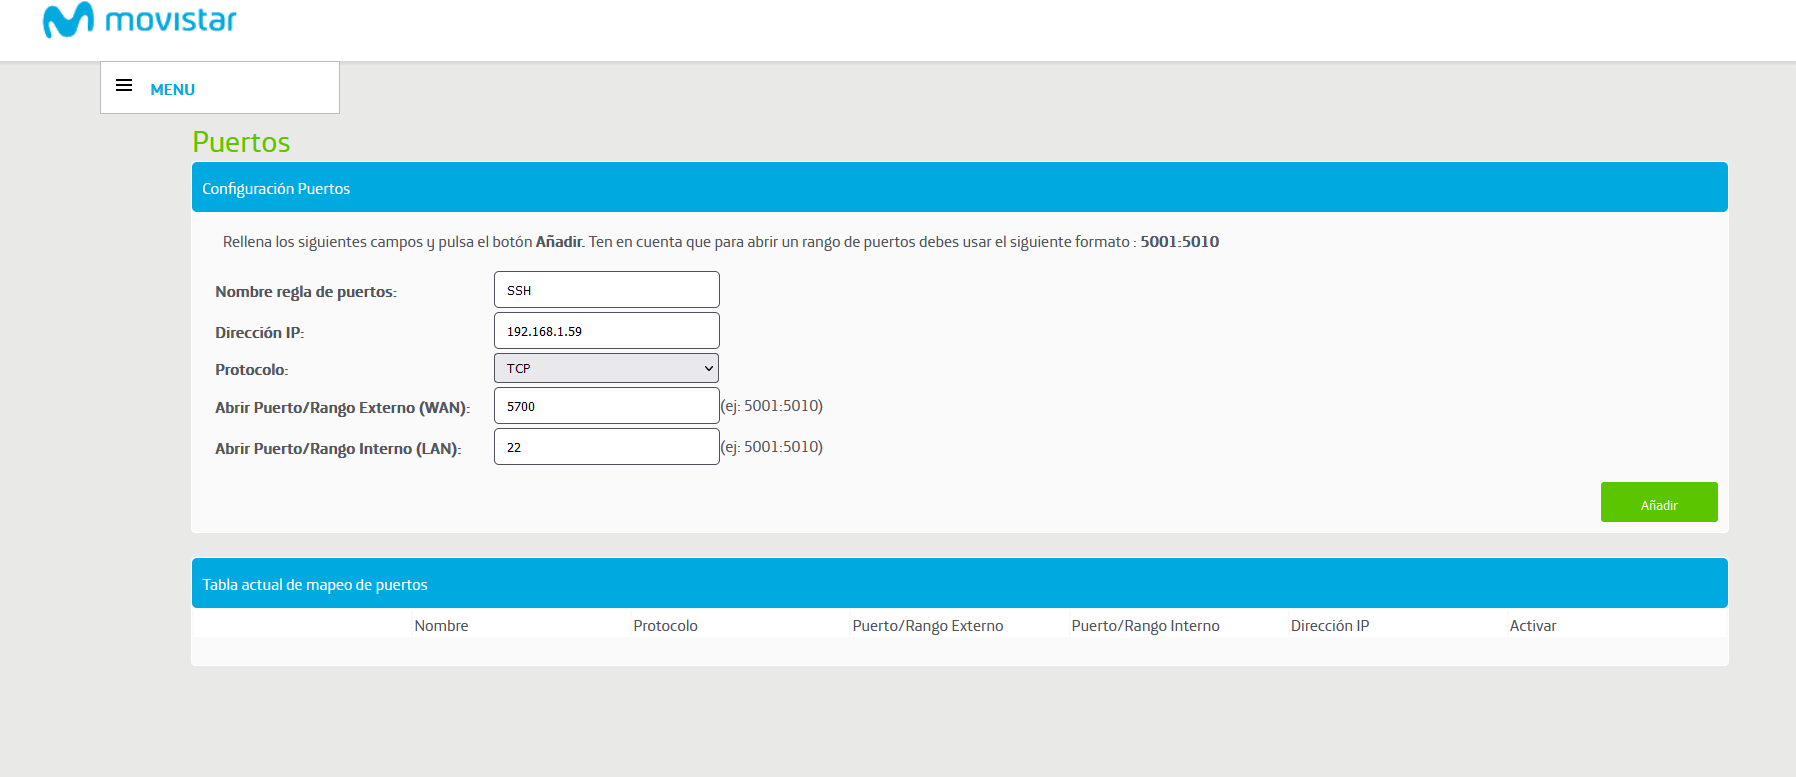 movistar
MENU
Puertos
Configuración Puertos
Rellena los siguientes campos y pulsa el botón Añadir. Ten en cuenta que para abrir un rango de puertos debes usar el siguiente formato : 5001:5010
Nombre regla de puertos: SSH
Dirección IP: 192.168.1.59
Protocolo: TCP
Abrir Puerto/Rango Externo (WAN): 5700 (ej: 5001:5010)
Abrir Puerto/Rango Interno (LAN): 22 (ej: 5001:5010)
Añadir
Tabla actual de mapeo de puertos
Nombre Protocolo Puerto/Rango Externo Puerto/Rango Interno Dirección IP Activar